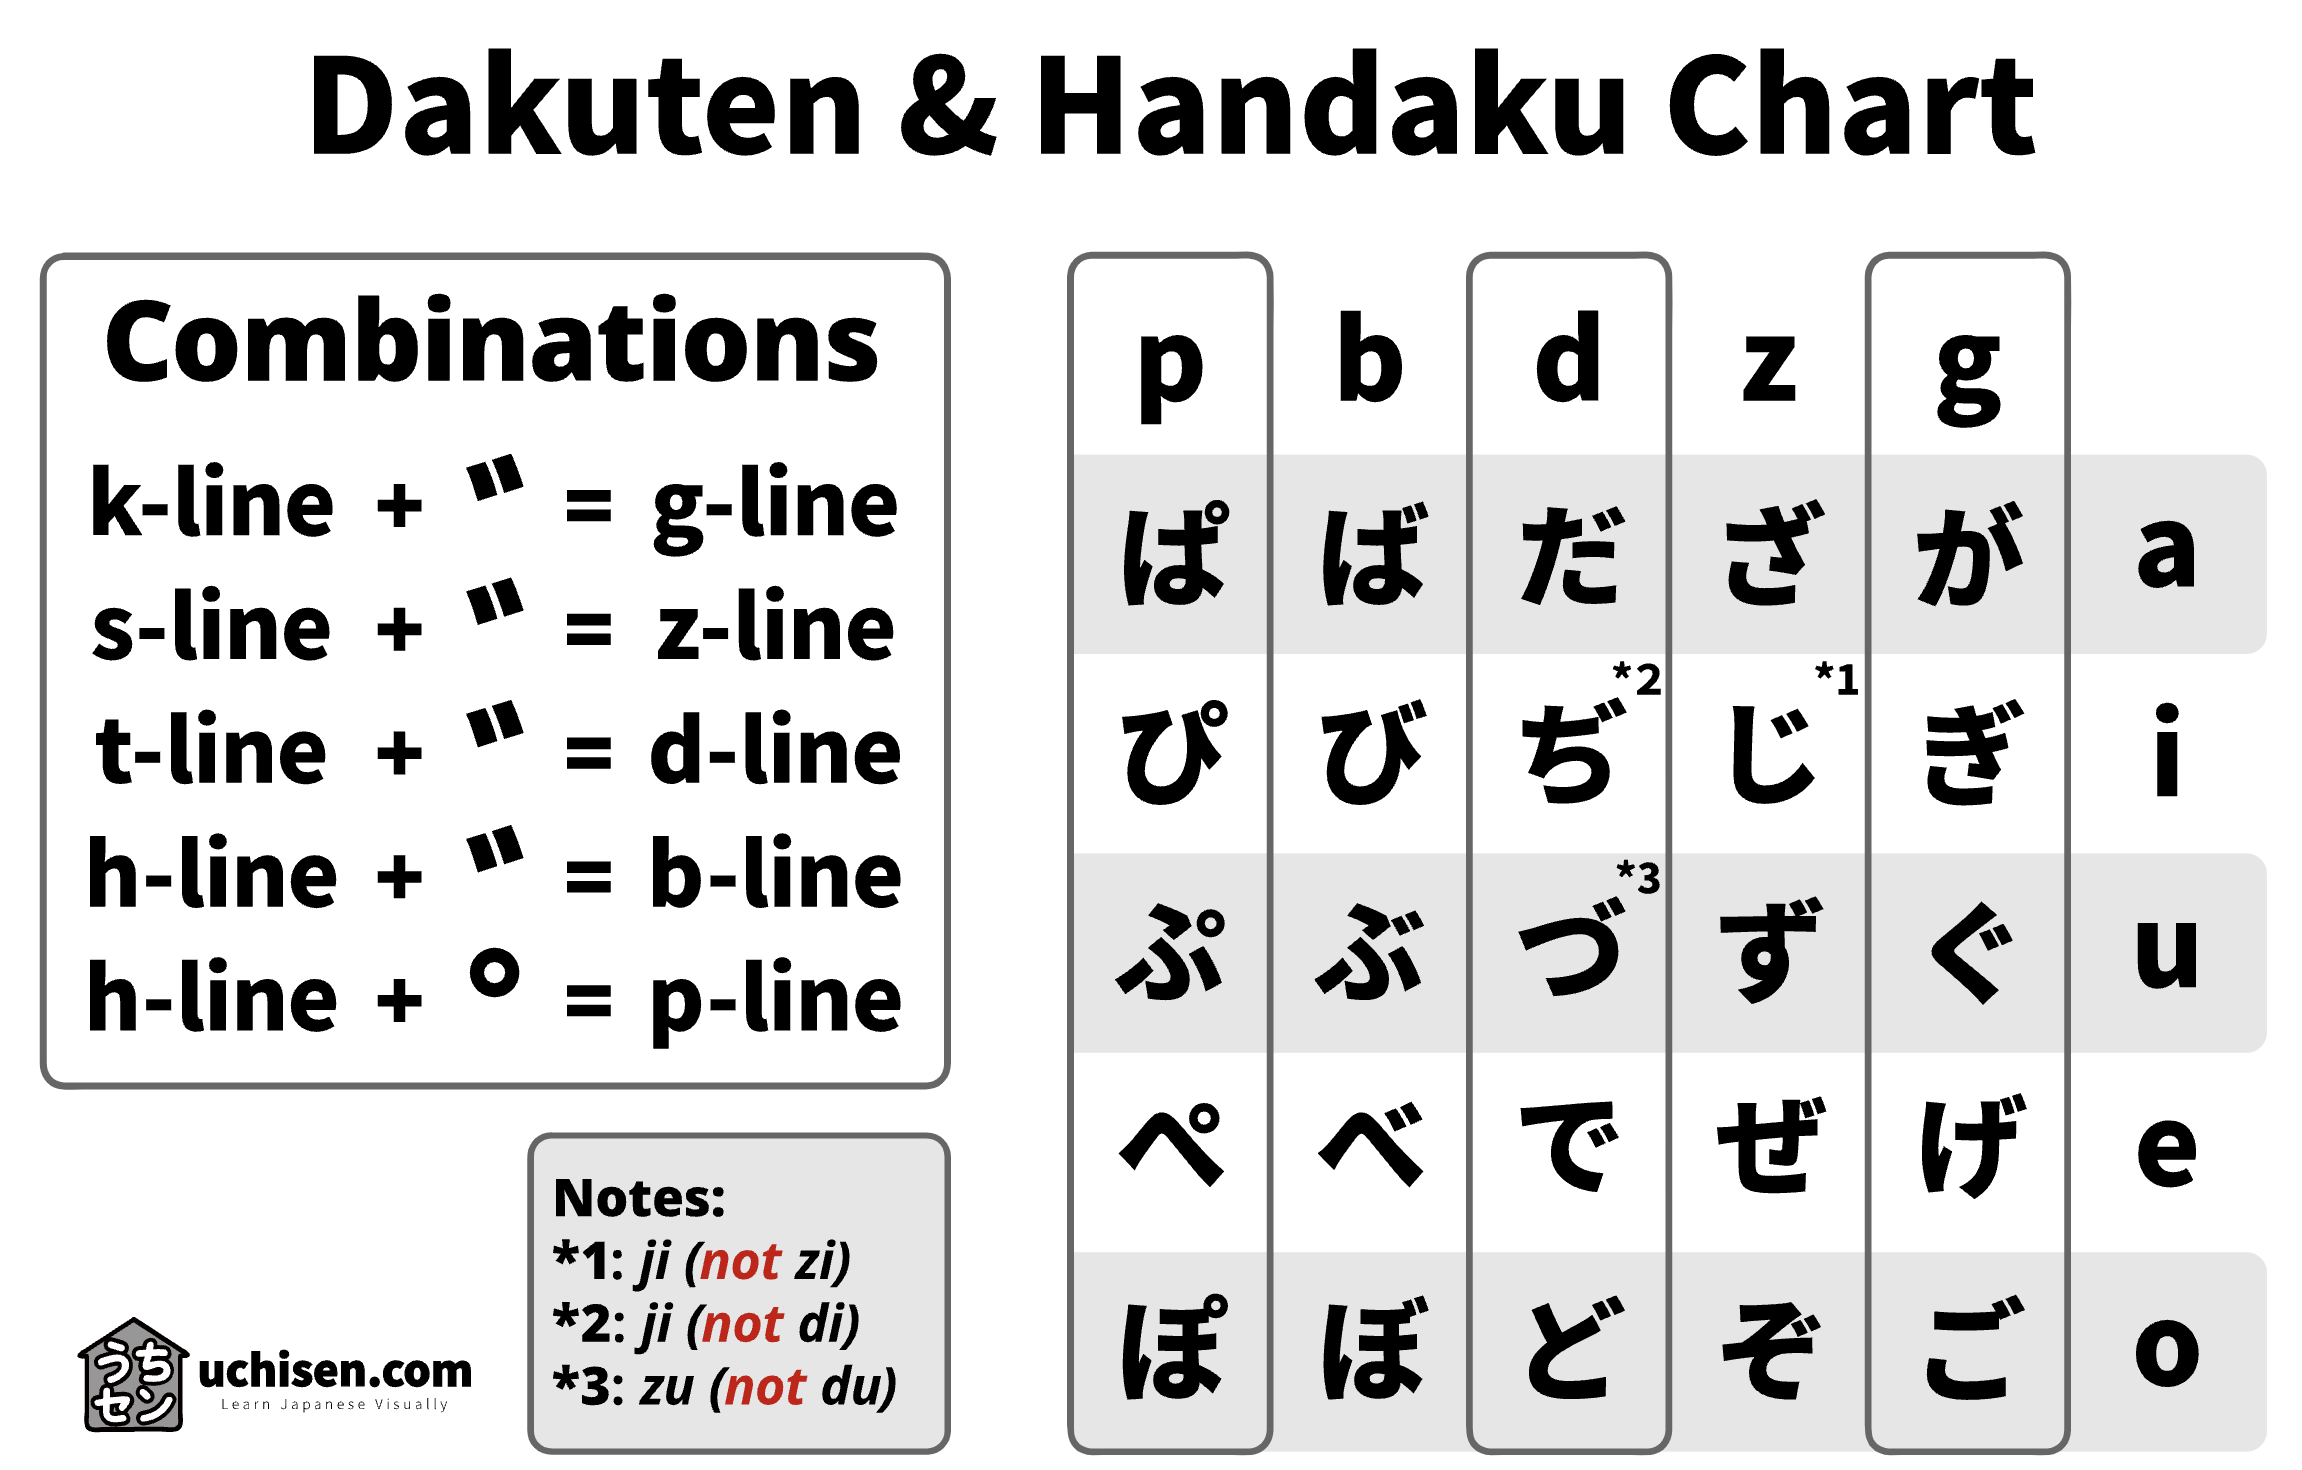 Dakuten & Handaku Chart
Combinations
k-line + ゛ = g-line
s-line + ゛ = z-line
t-line + ゛ = d-line
h-line + ゛ = b-line
h-line + ゜ = p-line
Notes:
*1: ji (not zi)
*2: ji (not di)
*3: zu (not du)
うち
セン
uchisen.com
Learn Japanese Visually
p b d z g
ぱ ば だ ざ が a
ぴ び ぢ*2 じ*1 ぎ i
ぷ ぶ づ*3 ず ぐ u
ぺ べ で ぜ げ e
ぽ ぼ ど ぞ ご o